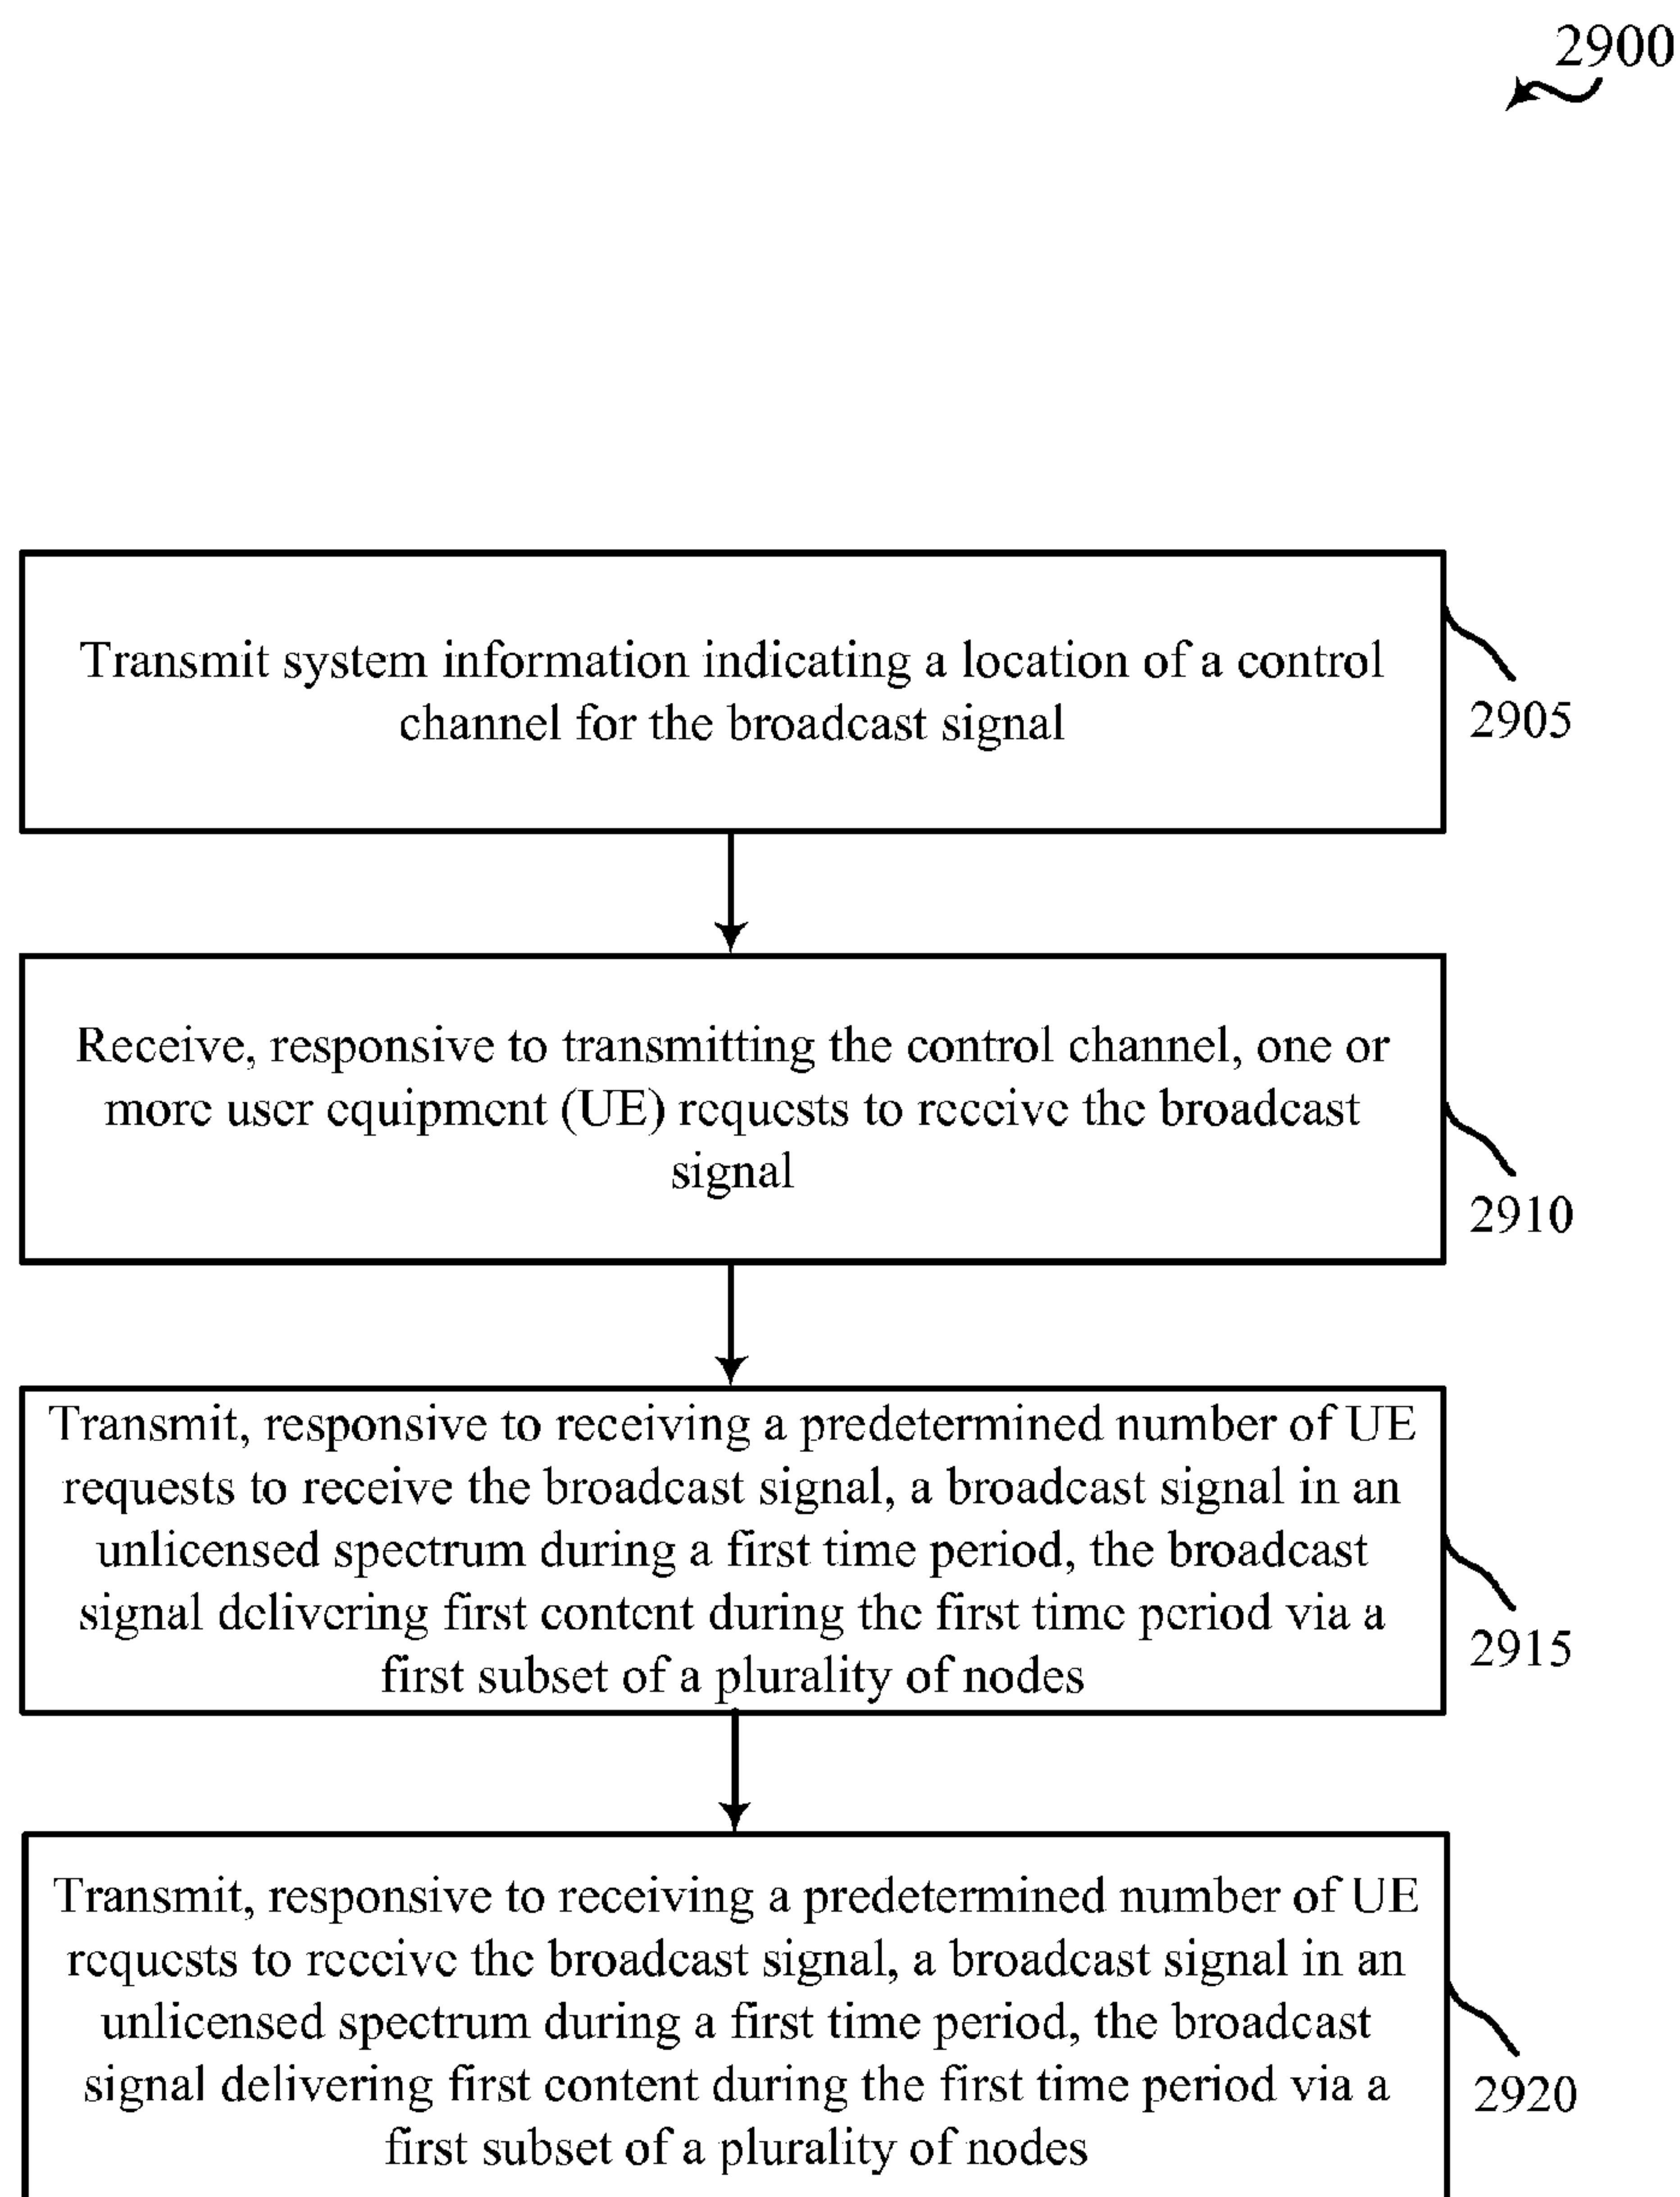 2900
Transmit system information indicating a location of a control
channel for the broadcast signal
2905
Receive, responsive to transmitting the control channel, one or
more user equipment (UE) requests to receive the broadcast
signal
2910
Transmit, responsive to receiving a predetermined number of UE
requests to receive the broadcast signal, a broadcast signal in an
unlicensed spectrum during a first time period, the broadcast
signal delivering first content during the first time period via a
first subset of a plurality of nodes
2915
Transmit, responsive to receiving a predetermined number of UE
requests to receive the broadcast signal, a broadcast signal in an
unlicensed spectrum during a first time period, the broadcast
signal delivering first content during the first time period via a
first subset of a plurality of nodes
2920